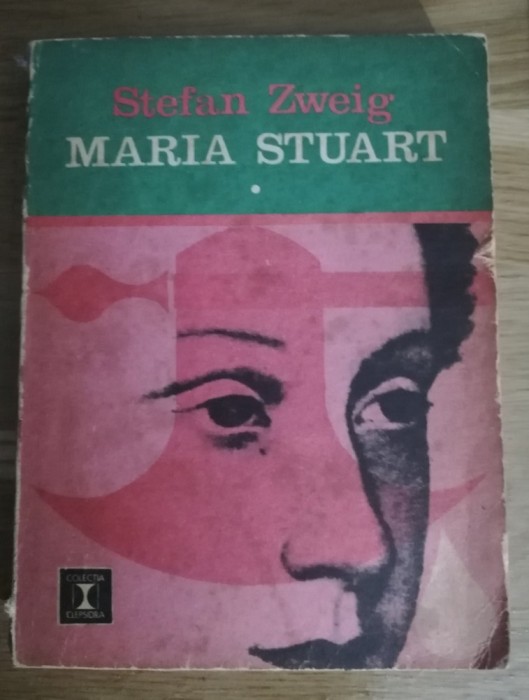 Stefan Zweig
MARIA STUART
COLECȚIA
CLEPSIDRA